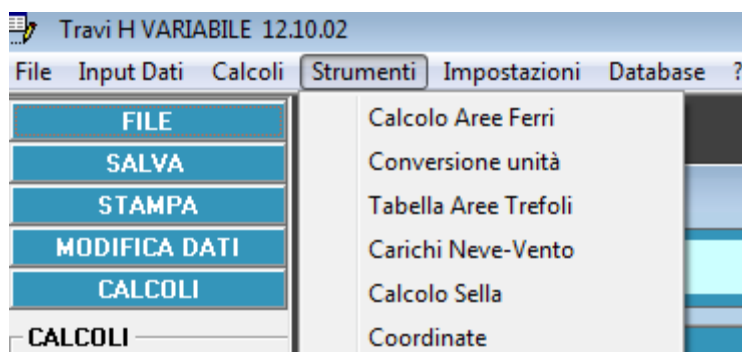 Travi H VARIABILE 12.10.02
File Input Dati Calcoli Strumenti Impostazioni Database ?
FILE
SALVA
STAMPA
MODIFICA DATI
CALCOLI
CALCOLI
Calcolo Aree Ferri
Conversione unità
Tabella Aree Trefoli
Carichi Neve-Vento
Calcolo Sella
Coordinate